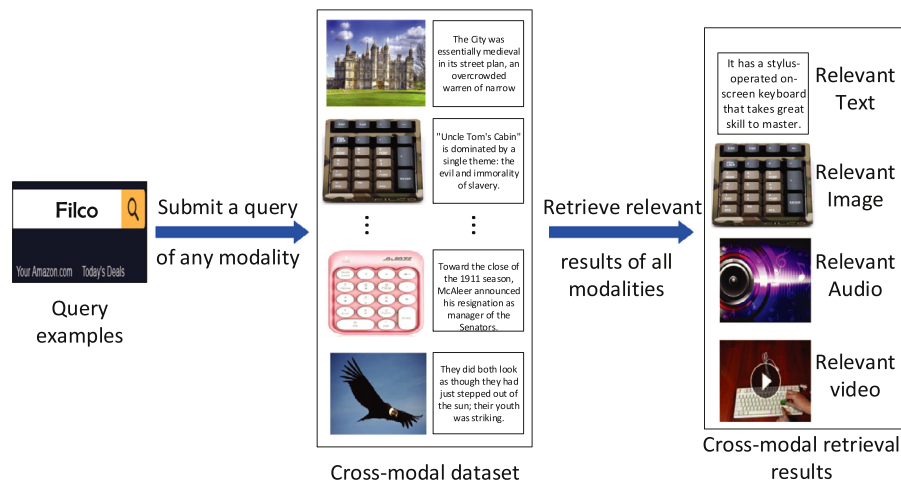 Filco
Your Amazon.com Today's Deals
Query
examples
Submit a query
of any modality
The City was
essentially medieval
in its street plan, an
overcrowded
warren of narrow
"Uncle Tom's Cabin"
is dominated by a
single theme: the
evil and immorality
of slavery.
Toward the close of
the 1911 season,
McAleer announced
his resignation as
manager of the
Senators.
They did both look
as though they had
just stepped out of
the sun; their youth
was striking.
Cross-modal dataset
Retrieve relevant
results of all
modalities
It has a stylus-
operated on-
screen keyboard
that takes great
skill to master.
Relevant
Text
Relevant
Image
Relevant
Audio
Relevant
video
Cross-modal retrieval
results